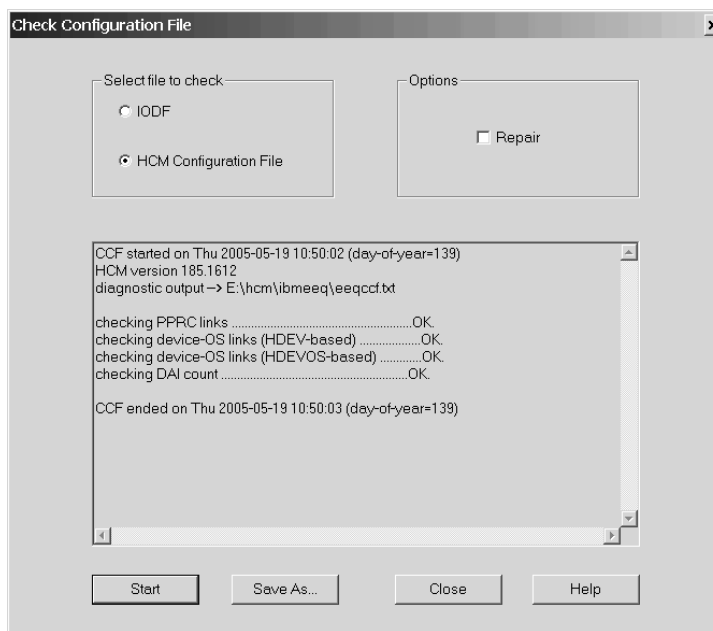 Check Configuration File
Select file to check
Options
IODF
Repair
HCM Configuration File
CCF started on Thu 2005-05-19 10:50:02 (day-of-year=139)
HCM version 185.1612
diagnostic output --> E:\hcm\ibmeeq\eeqccf.txt
checking PPRC links ....................................................OK.
checking device-OS links (HDEV-based) ..................OK.
checking device-OS links (HDEVOS-based) ............OK.
checking DAI count ......................................................OK.
CCF ended on Thu 2005-05-19 10:50:03 (day-of-year=139)
Start
Save As...
Close
Help